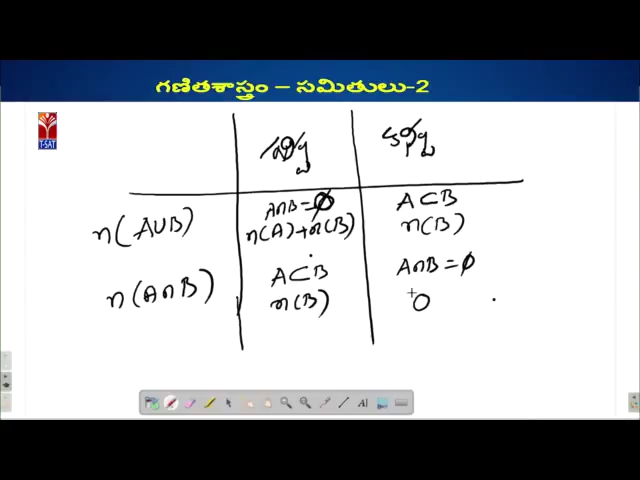 గణితశాస్త్రం – సమితులు-2
T-SAT
n(A∪B)
A∩B=∅
n(A)+n(B)
A⊂B
n(B)
n(A∩B)
A⊂B
n(B)
A∩B=∅
0